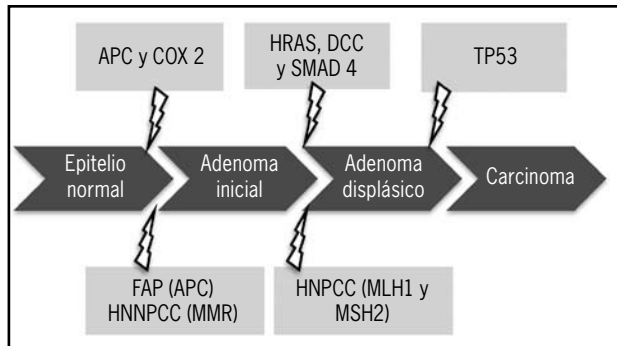 APC y COX 2
HRAS, DCC
y SMAD 4
TP53
Epitelio
normal
Adenoma
inicial
Adenoma
displásico
Carcinoma
FAP (APC)
HNNPCC (MMR)
HNPCC (MLH1 y
MSH2)